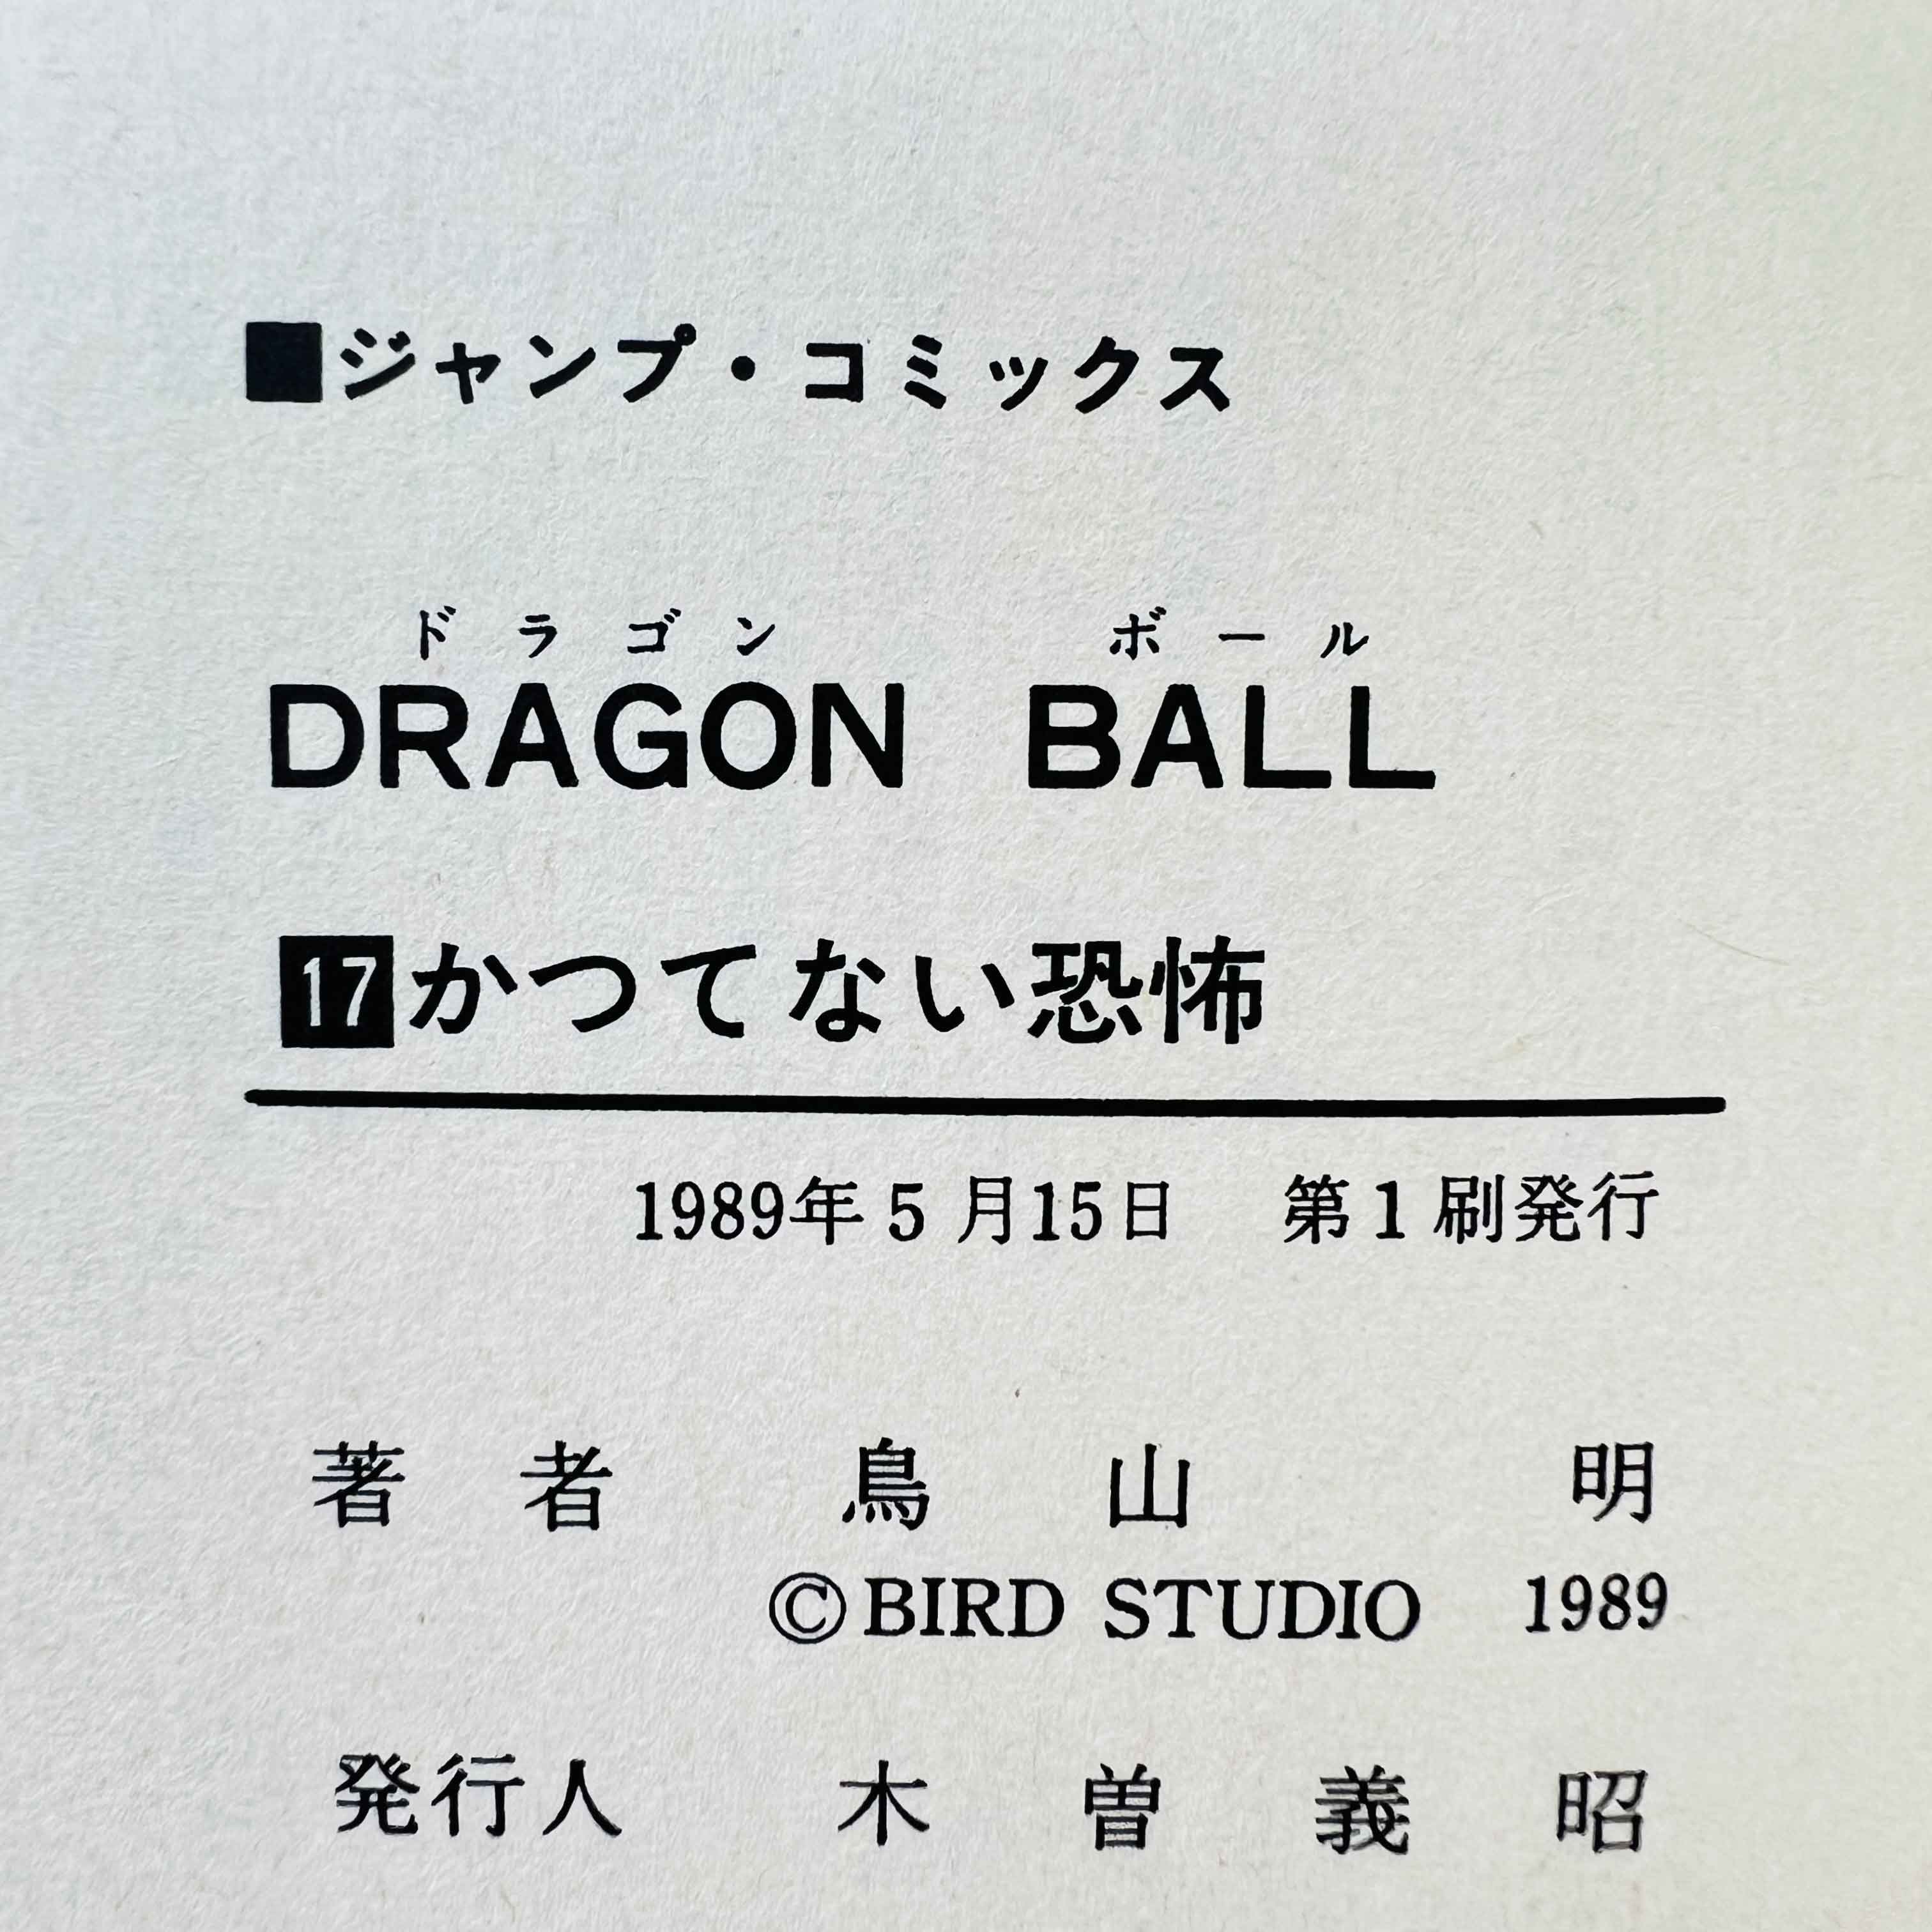 ■ジャンプ・コミックス
ドラゴン ボール
DRAGON BALL
17かつてない恐怖
1989年5月15日 第1刷発行
著者 鳥山 明
©BIRD STUDIO 1989
発行人 木曽義昭